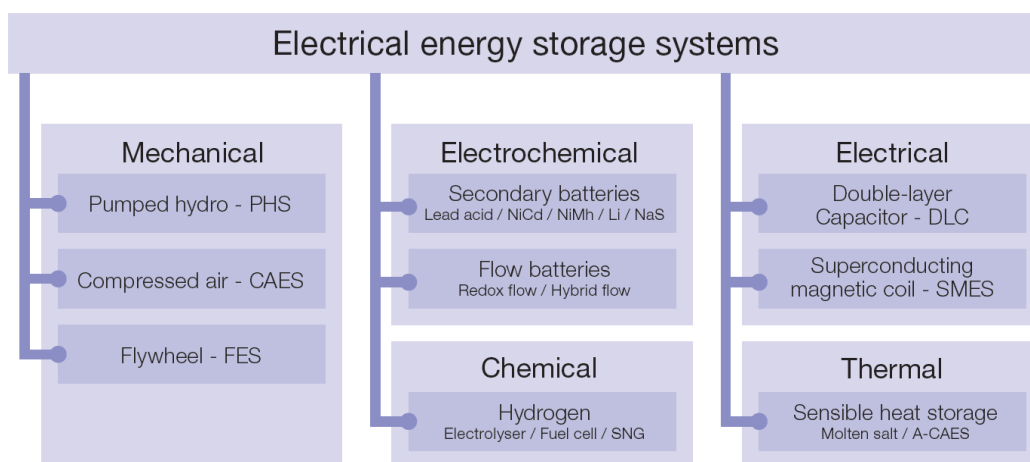 Electrical energy storage systems
Mechanical
Pumped hydro - PHS
Compressed air - CAES
Flywheel - FES
Electrochemical
Secondary batteries
Lead acid / NiCd / NiMh / Li / NaS
Flow batteries
Redox flow / Hybrid flow
Chemical
Hydrogen
Electrolyser / Fuel cell / SNG
Electrical
Double-layer
Capacitor - DLC
Superconducting
magnetic coil - SMES
Thermal
Sensible heat storage
Molten salt / A-CAES